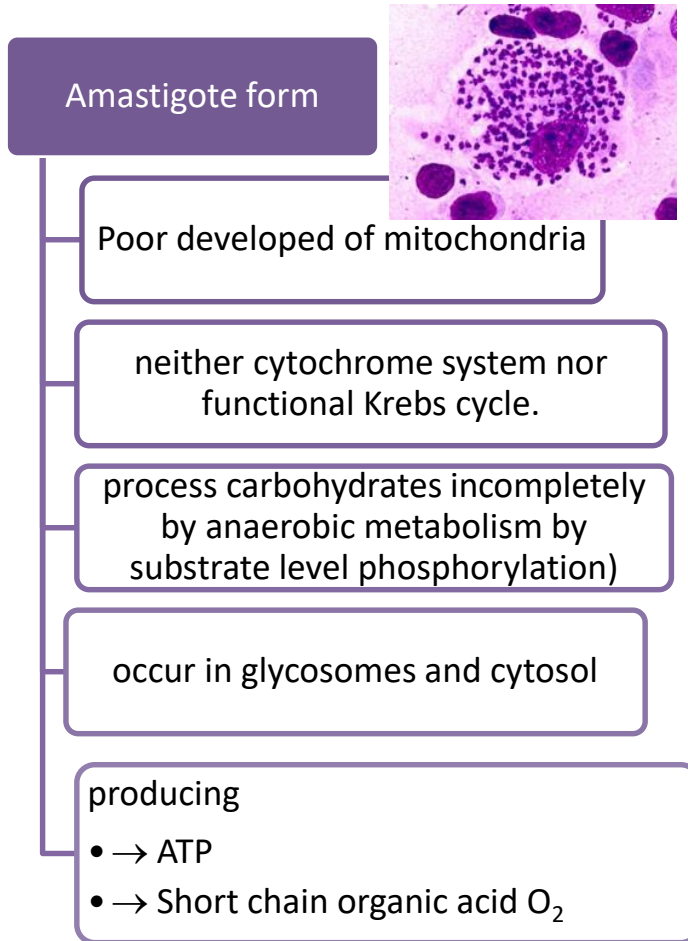 Amastigote form
Poor developed of mitochondria
neither cytochrome system nor
functional Krebs cycle.
process carbohydrates incompletely
by anaerobic metabolism by
substrate level phosphorylation)
occur in glycosomes and cytosol
producing
• → ATP
• → Short chain organic acid O₂